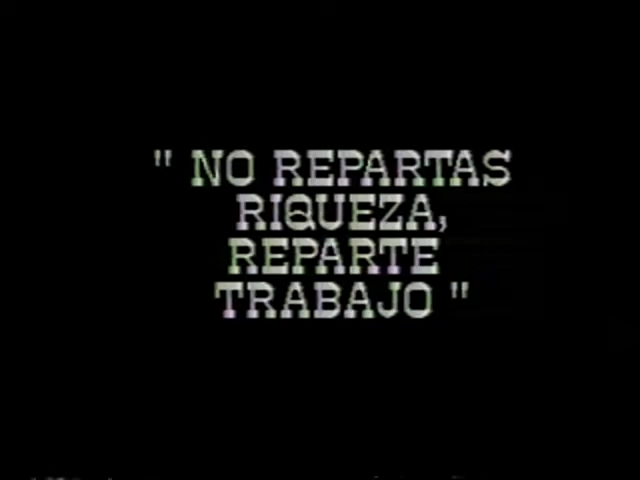 " NO REPARTAS
RIQUEZA,
REPARTE
TRABAJO "